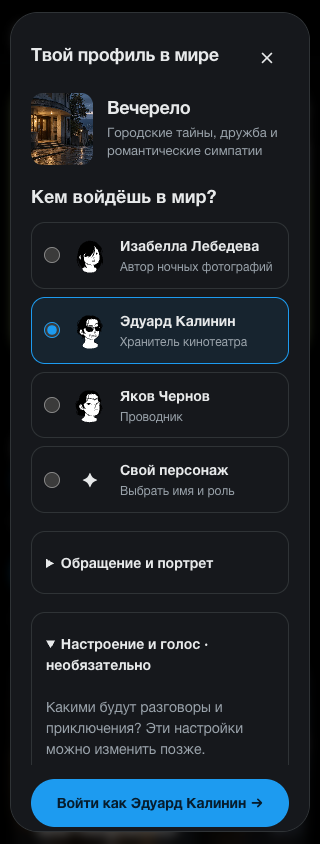 Твой профиль в мире
Вечерело
Городские тайны, дружба и
романтические симпатии
Кем войдёшь в мир?
Изабелла Лебедева
Автор ночных фотографий
Эдуард Калинин
Хранитель кинотеатра
Яков Чернов
Проводник
Свой персонаж
Выбрать имя и роль
Обращение и портрет
Настроение и голос ·
необязательно
Какими будут разговоры и
приключения? Эти настройки
можно изменить позже.
Войти как Эдуард Калинин →